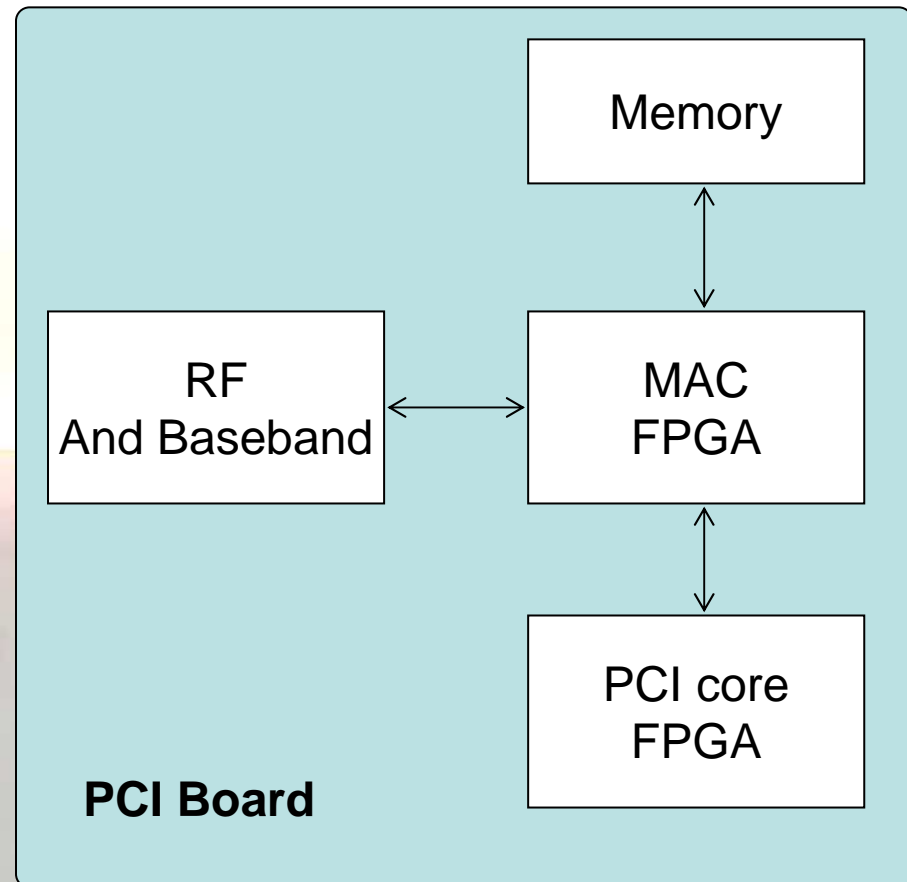 Memory
RF
And Baseband
MAC
FPGA
PCI core
FPGA
PCI Board